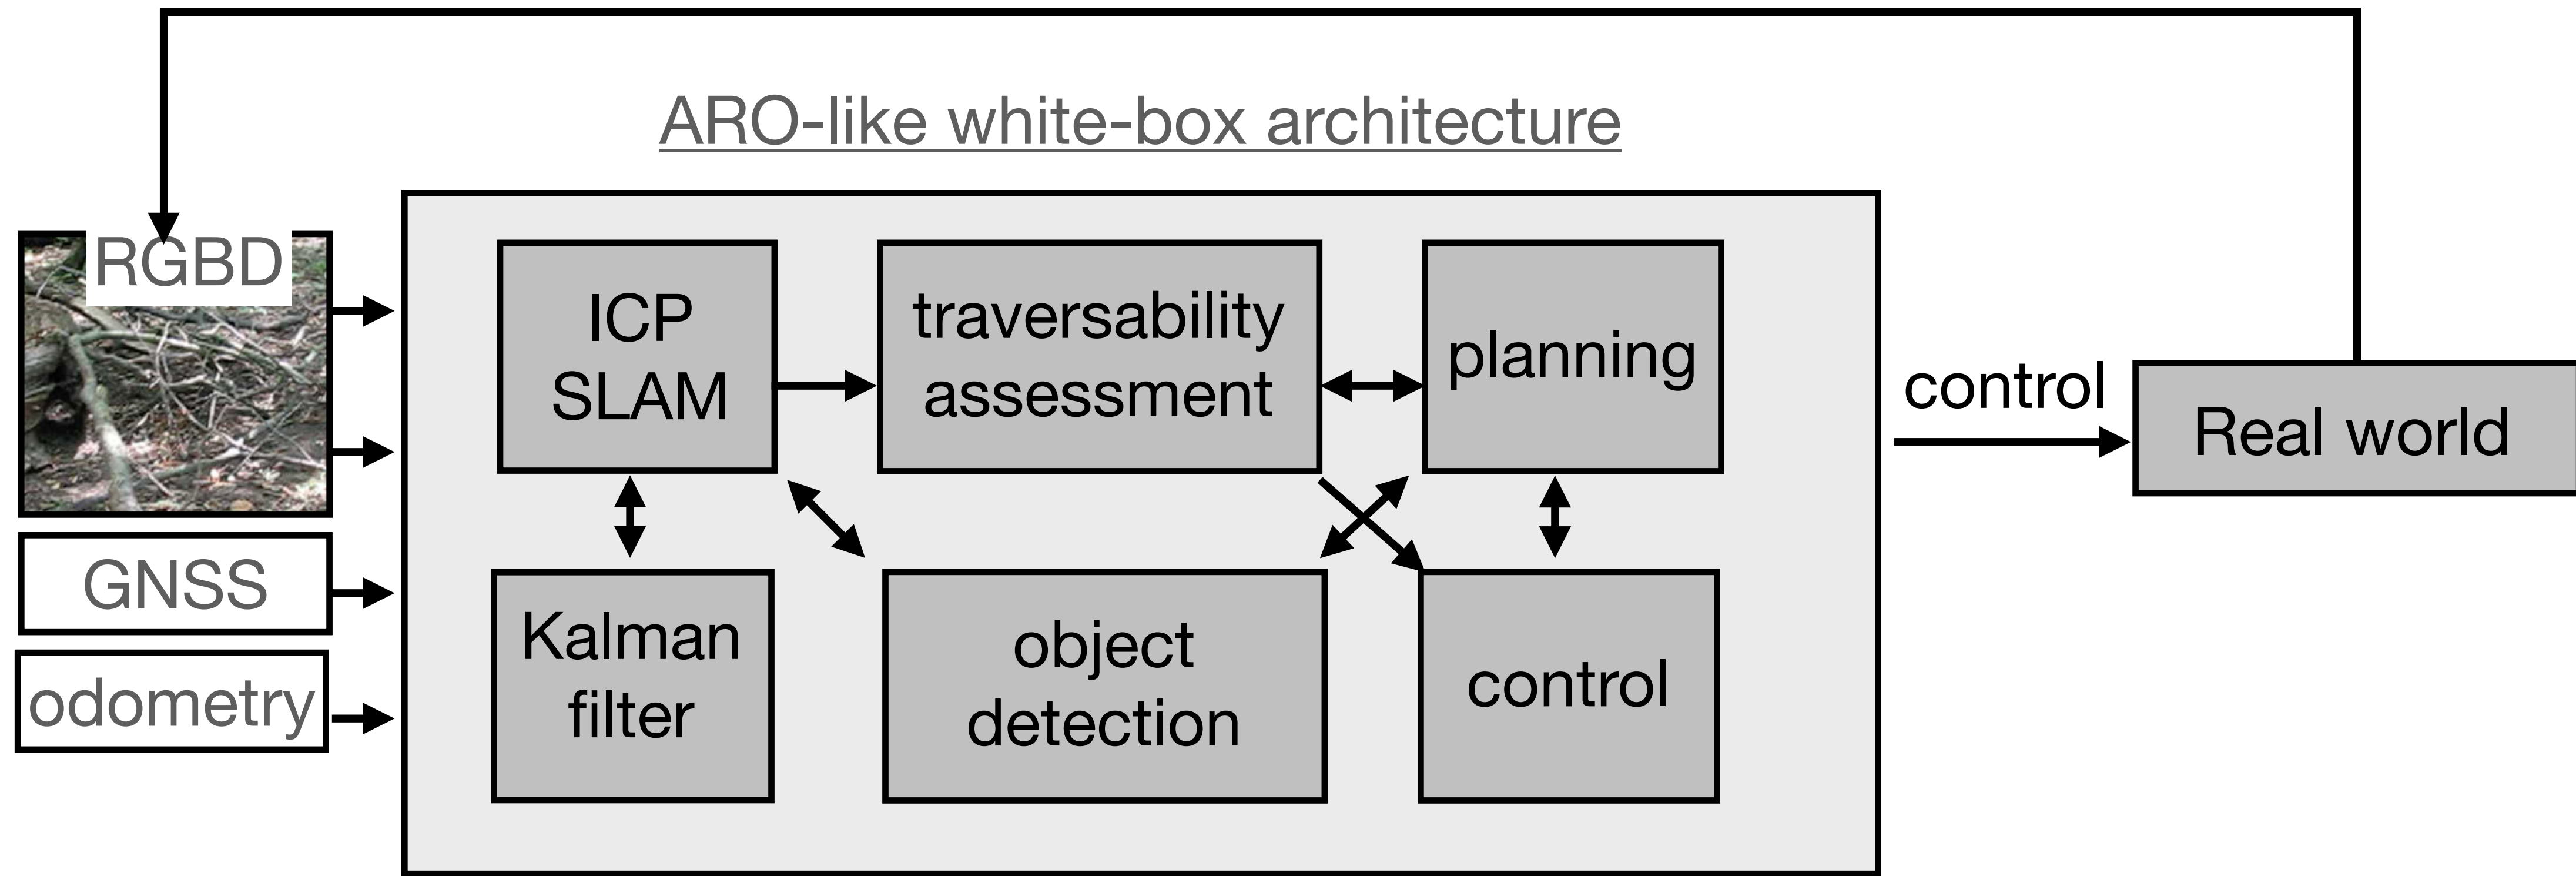 ARO-like white-box architecture
RGBD
GNSS
odometry
ICP
SLAM
traversability
assessment
planning
Kalman
filter
object
detection
control
control
Real world